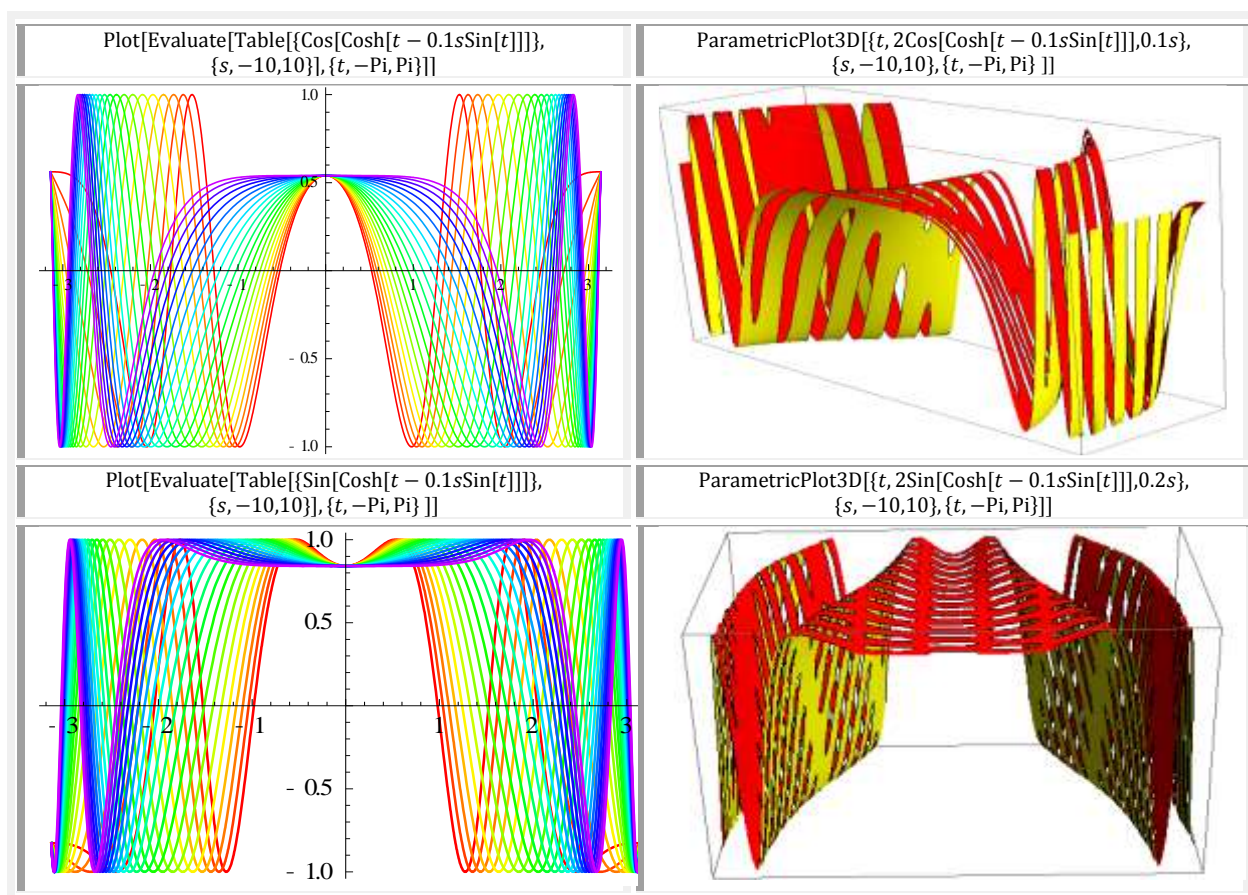 Plot[Evaluate[Table[{Cos[Cosh[t − 0.1sSin[t]]]},
{s, −10,10}], {t, −Pi, Pi}]]
ParametricPlot3D[{t, 2Cos[Cosh[t − 0.1sSin[t]]],0.1s},
{s, −10,10}, {t, −Pi, Pi} ]]
1.0
0.5
- 3
- 2
- 1
1
2
3
- 0.5
- 1.0
Plot[Evaluate[Table[{Sin[Cosh[t − 0.1sSin[t]]]},
{s, −10,10}], {t, −Pi, Pi} ]]
ParametricPlot3D[{t, 2Sin[Cosh[t − 0.1sSin[t]]],0.2s},
{s, −10,10}, {t, −Pi, Pi}]]
1.0
0.5
- 3
- 2
- 1
1
2
3
- 0.5
- 1.0